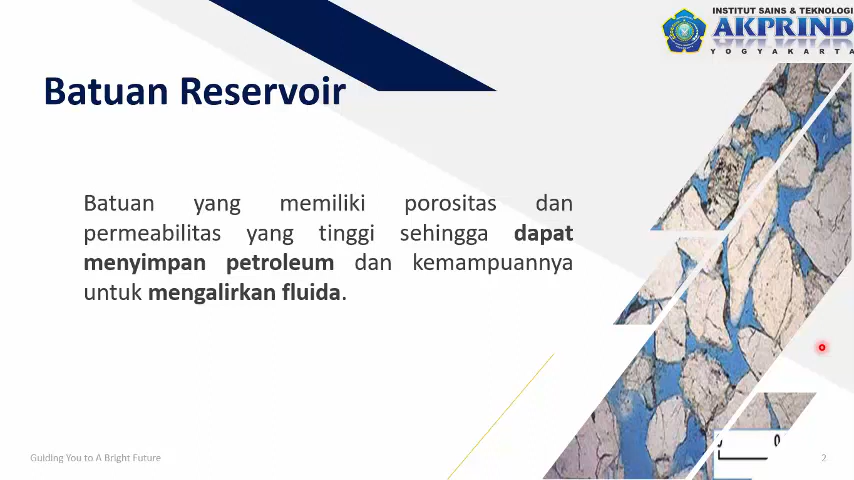 INSTITUT SAINS & TEKNOLOGI
AKPRIND
YOGYAKARTA
Batuan Reservoir
Batuan yang memiliki porositas dan
permeabilitas yang tinggi sehingga dapat
menyimpan petroleum dan kemampuannya
untuk mengalirkan fluida.
0
Guiding You to A Bright Future
2